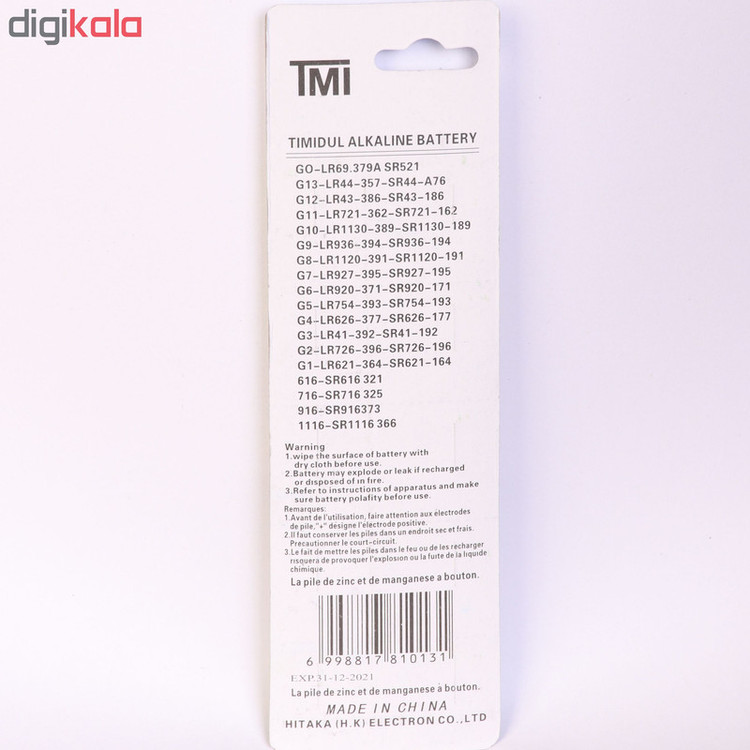 digikala
TMI
TIMIDUL ALKALINE BATTERY
GO-LR69.379A SR521
G13-LR44-357-SR44-A76
G12-LR43-386-SR43-186
G11-LR721-362-SR721-162
G10-LR1130-389-SR1130-189
G9-LR936-394-SR936-194
G8-LR1120-391-SR1120-191
G7-LR927-395-SR927-195
G6-LR920-371-SR920-171
G5-LR754-393-SR754-193
G4-LR626-377-SR626-177
G3-LR41-392-SR41-192
G2-LR726-396-SR726-196
G1-LR621-364-SR621-164
616-SR616 321
716-SR716 325
916-SR916373
1116-SR1116 366
Warning
1.wipe the surface of battery with
dry cloth before use.
2.Battery may explode or leak if recharged
or disposed of in fire.
3.Refer to instructions of apparatus and make
sure battery polafity before use.
Remarques:
1.Avant de l'utilisation, faire attention aux électrodes
de pile,"+" designe l'électrode positive.
2.Il faut conserver les piles dans un endroit sec et frais.
Precautionner le court-circuit.
3.Le fait de mettre les piles dans le feu ou de les recharger
risquera de provoquer l'explosion ou la fuite de la liquide
chimique.
La pile de zinc et de manganese a bouton.
6 998817 810131
EXP.31-12-2021
La pile de zinc et de manganese a bouton.
MADE IN CHINA
HITAKA (H.K) ELECTRON CO.,LTD